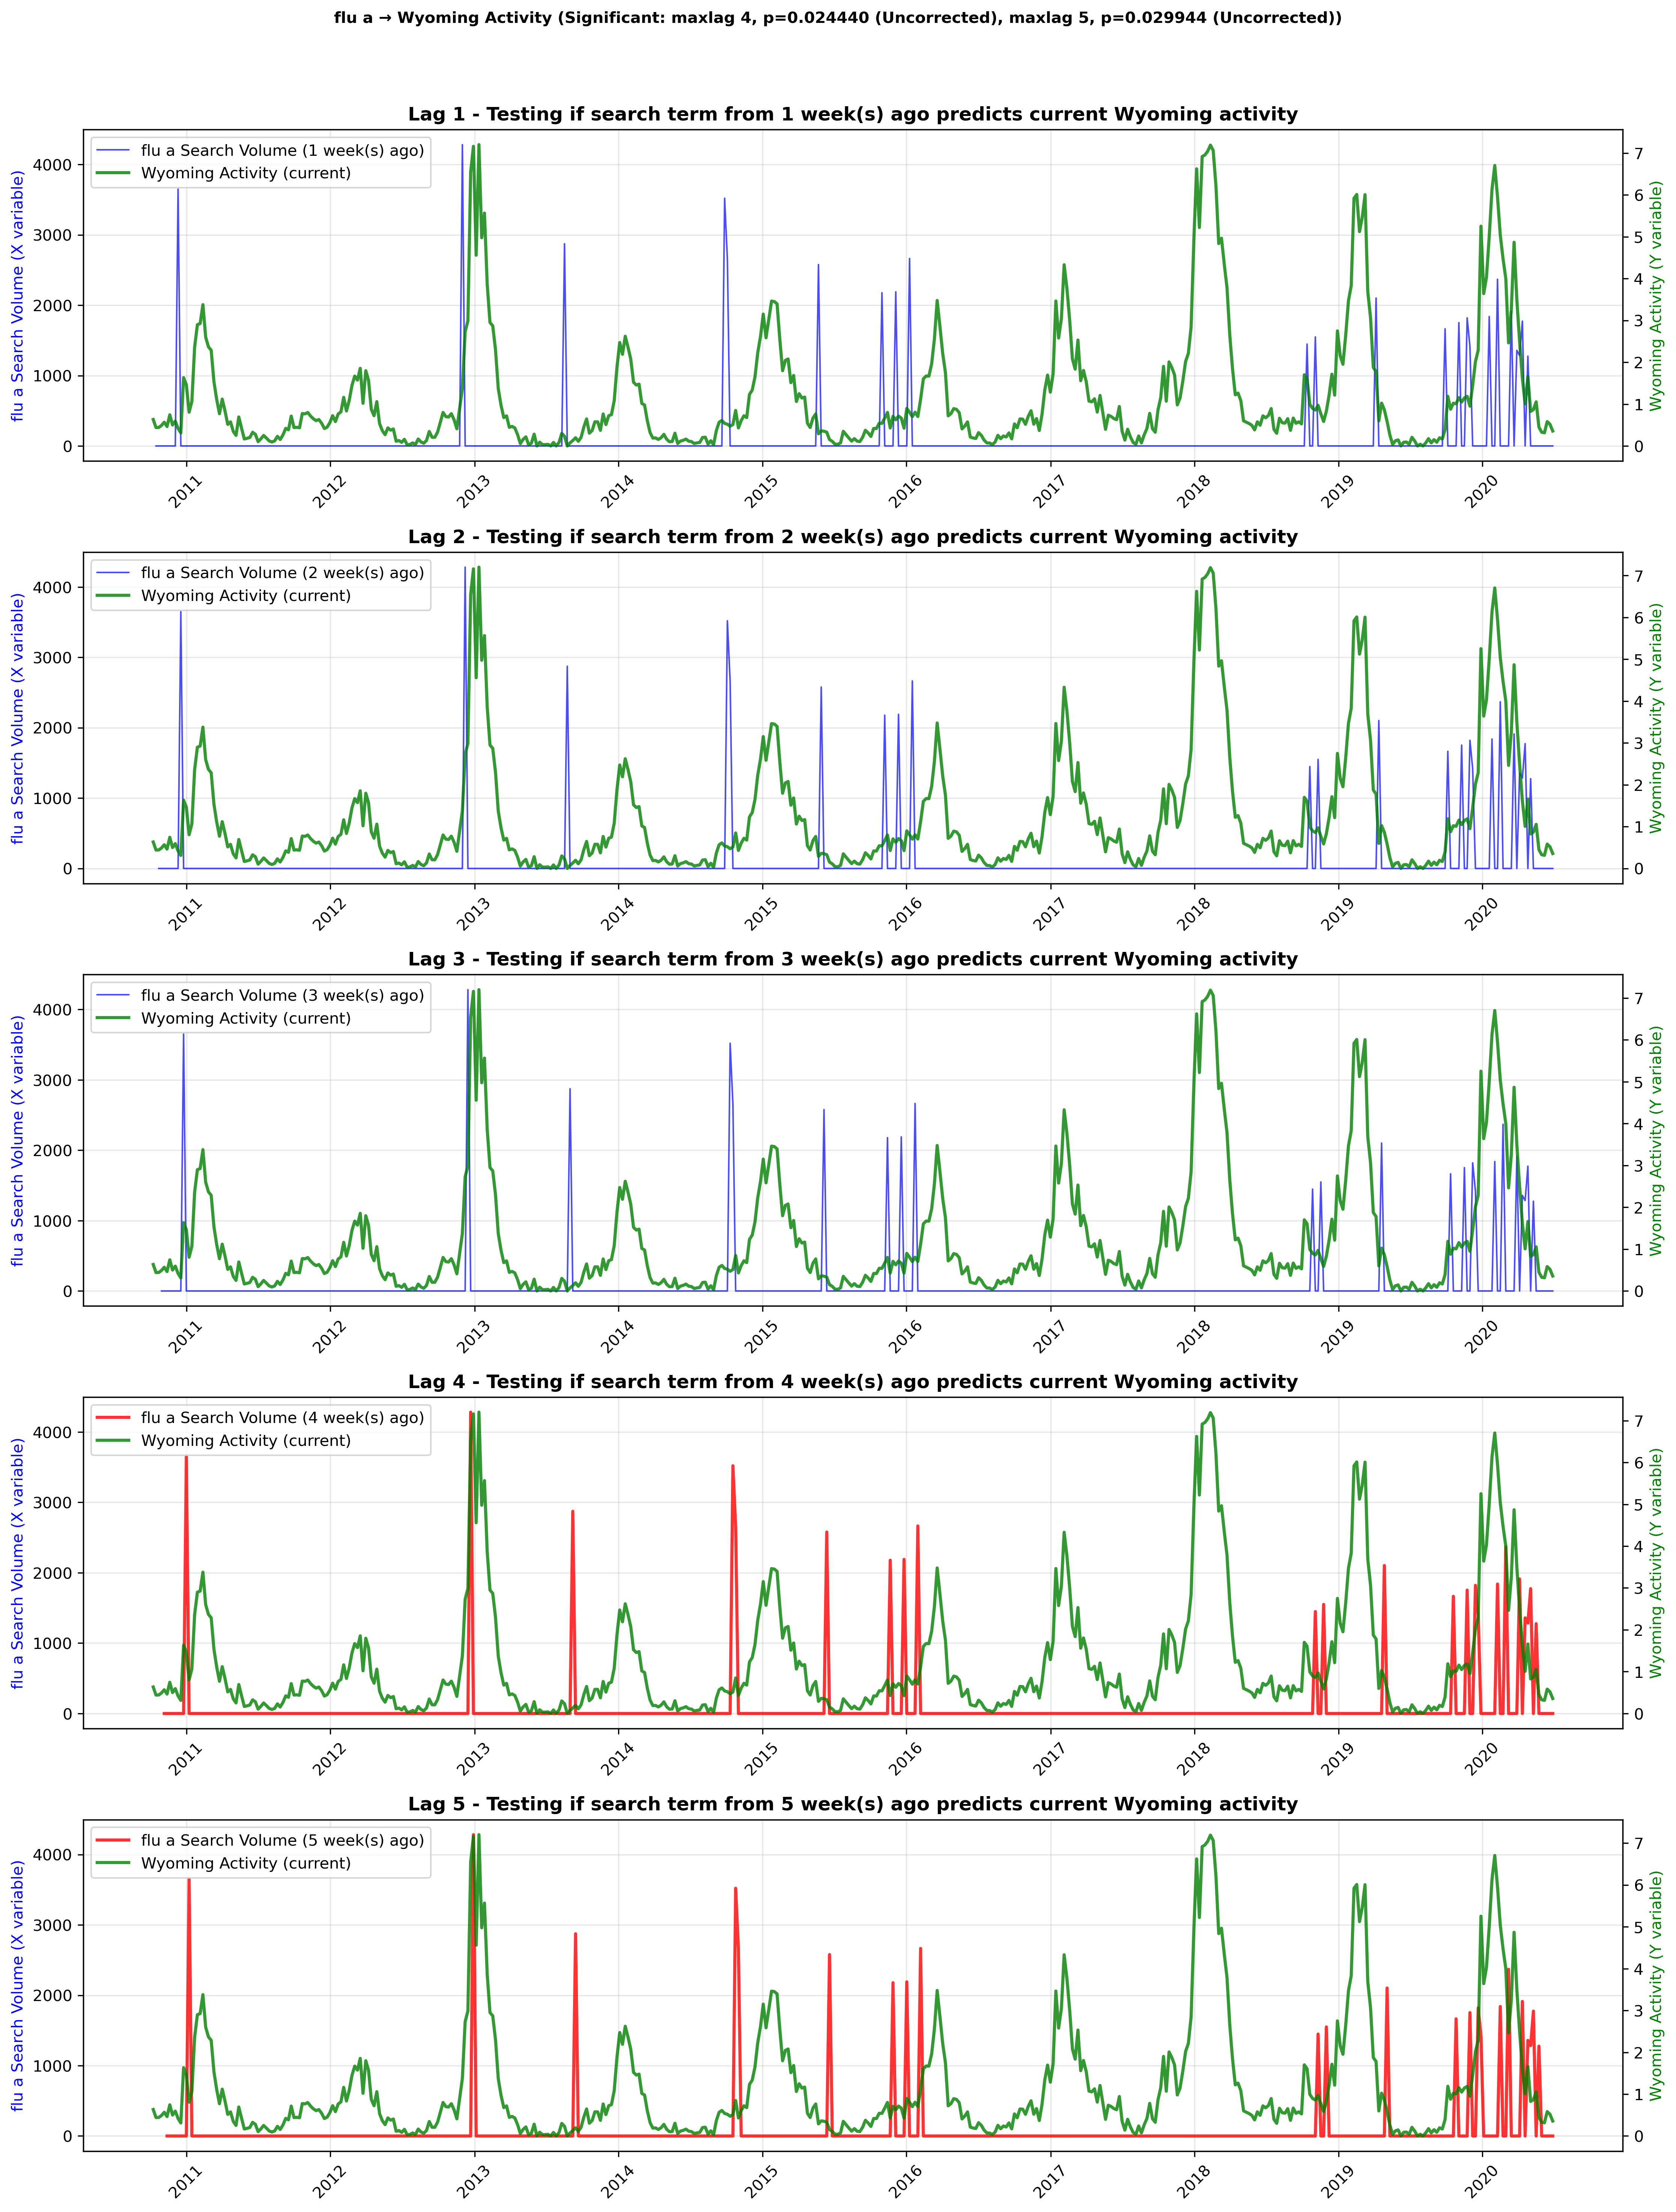 flu a → Wyoming Activity (Significant: maxlag 4, p=0.024440 (Uncorrected), maxlag 5, p=0.029944 (Uncorrected))
Lag 1 - Testing if search term from 1 week(s) ago predicts current Wyoming activity
flu a Search Volume (1 week(s) ago)
Wyoming Activity (current)
flu a Search Volume (X variable)
4000
3000
2000
1000
0
7
6
5
4
3
2
1
0
Wyoming Activity (Y variable)
2011 2012 2013 2014 2015 2016 2017 2018 2019 2020
Lag 2 - Testing if search term from 2 week(s) ago predicts current Wyoming activity
flu a Search Volume (2 week(s) ago)
Wyoming Activity (current)
flu a Search Volume (X variable)
4000
3000
2000
1000
0
7
6
5
4
3
2
1
0
Wyoming Activity (Y variable)
2011 2012 2013 2014 2015 2016 2017 2018 2019 2020
Lag 3 - Testing if search term from 3 week(s) ago predicts current Wyoming activity
flu a Search Volume (3 week(s) ago)
Wyoming Activity (current)
flu a Search Volume (X variable)
4000
3000
2000
1000
0
7
6
5
4
3
2
1
0
Wyoming Activity (Y variable)
2011 2012 2013 2014 2015 2016 2017 2018 2019 2020
Lag 4 - Testing if search term from 4 week(s) ago predicts current Wyoming activity
flu a Search Volume (4 week(s) ago)
Wyoming Activity (current)
flu a Search Volume (X variable)
4000
3000
2000
1000
0
7
6
5
4
3
2
1
0
Wyoming Activity (Y variable)
2011 2012 2013 2014 2015 2016 2017 2018 2019 2020
Lag 5 - Testing if search term from 5 week(s) ago predicts current Wyoming activity
flu a Search Volume (5 week(s) ago)
Wyoming Activity (current)
flu a Search Volume (X variable)
4000
3000
2000
1000
0
7
6
5
4
3
2
1
0
Wyoming Activity (Y variable)
2011 2012 2013 2014 2015 2016 2017 2018 2019 2020